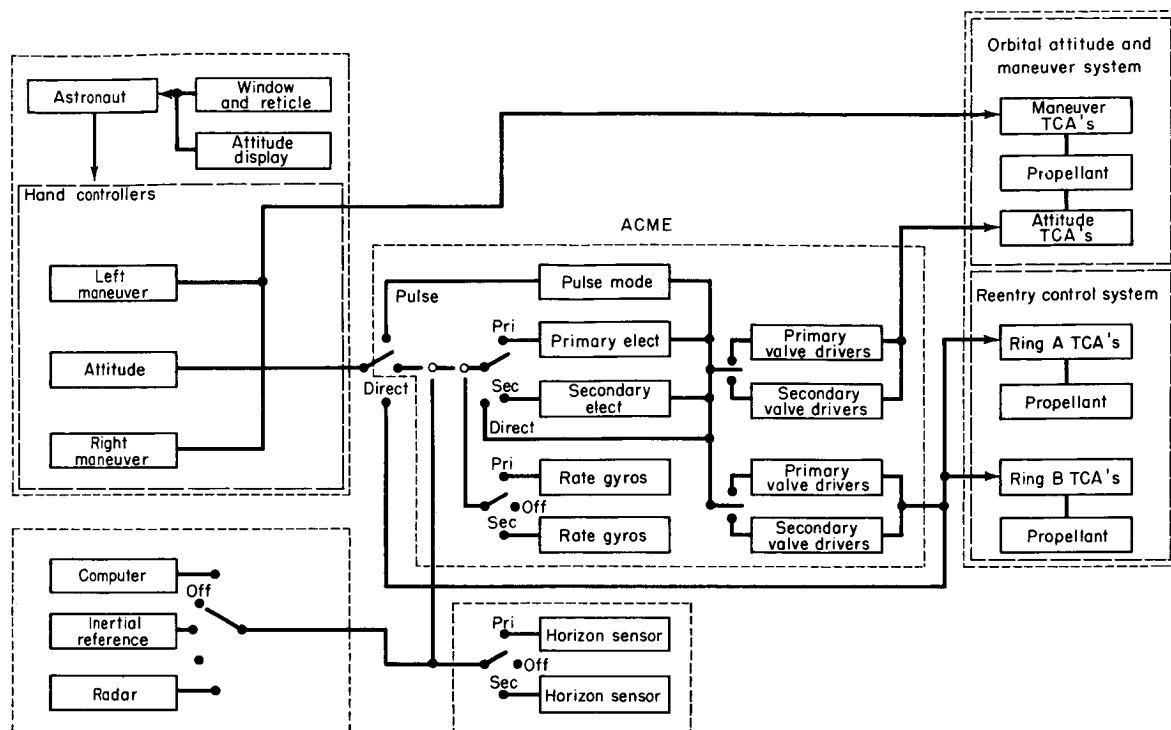 Astronaut
Window
and reticle
Attitude
display
Hand controllers
Left
maneuver
Attitude
Right
maneuver
Orbital attitude and
maneuver system
Maneuver
TCA's
Propellant
Attitude
TCA's
ACME
Pulse
Direct
Pulse mode
Pri
Primary elect
Sec
Secondary
elect
Direct
Pri
Rate gyros
Off
Sec
Rate gyros
Primary
valve drivers
Secondary
valve drivers
Primary
valve drivers
Secondary
valve drivers
Reentry control system
Ring A TCA's
Propellant
Ring B TCA's
Propellant
Computer
Off
Inertial
reference
Radar
Pri
Horizon sensor
Off
Sec
Horizon sensor